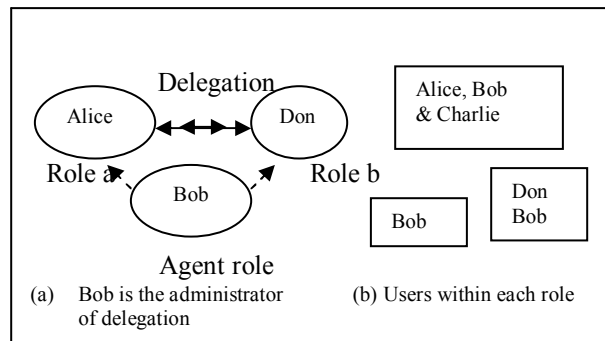 Delegation
Alice
Don
Role a
Role b
Bob
Agent role
(a) Bob is the administrator
of delegation
Alice, Bob
& Charlie
Bob
Don
Bob
(b) Users within each role